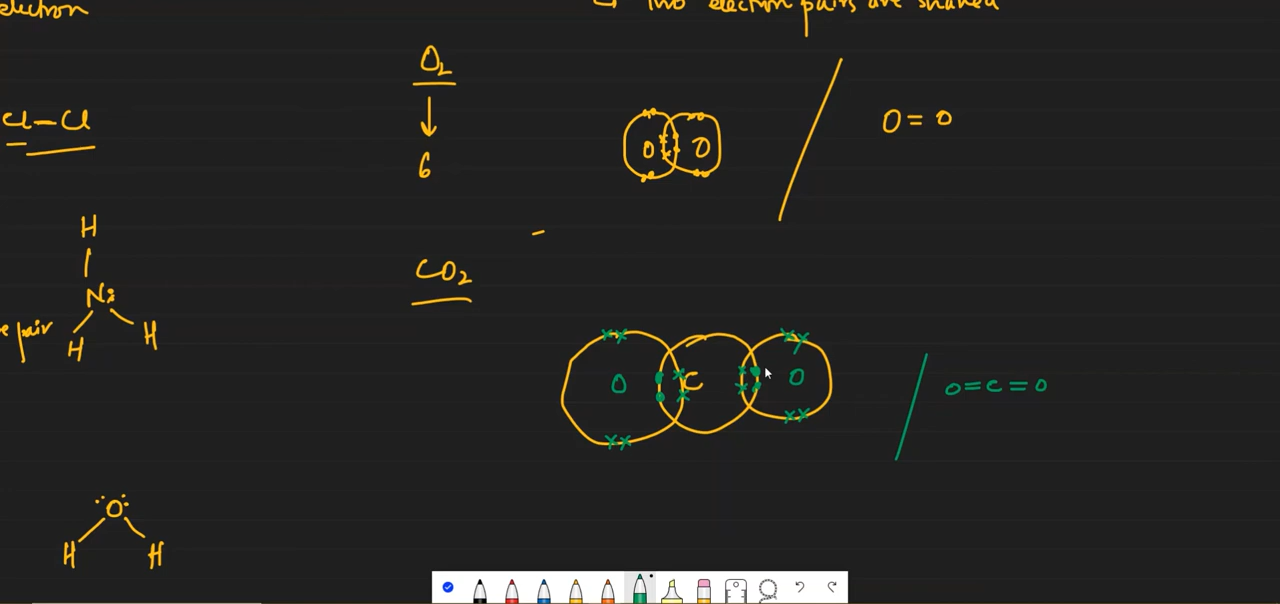 electron
Two electron pairs are shared
O₂
Cl–Cl
O O
O=O
6
H
CO₂
N
pair
H H
O C O
O=C=O
O
H H